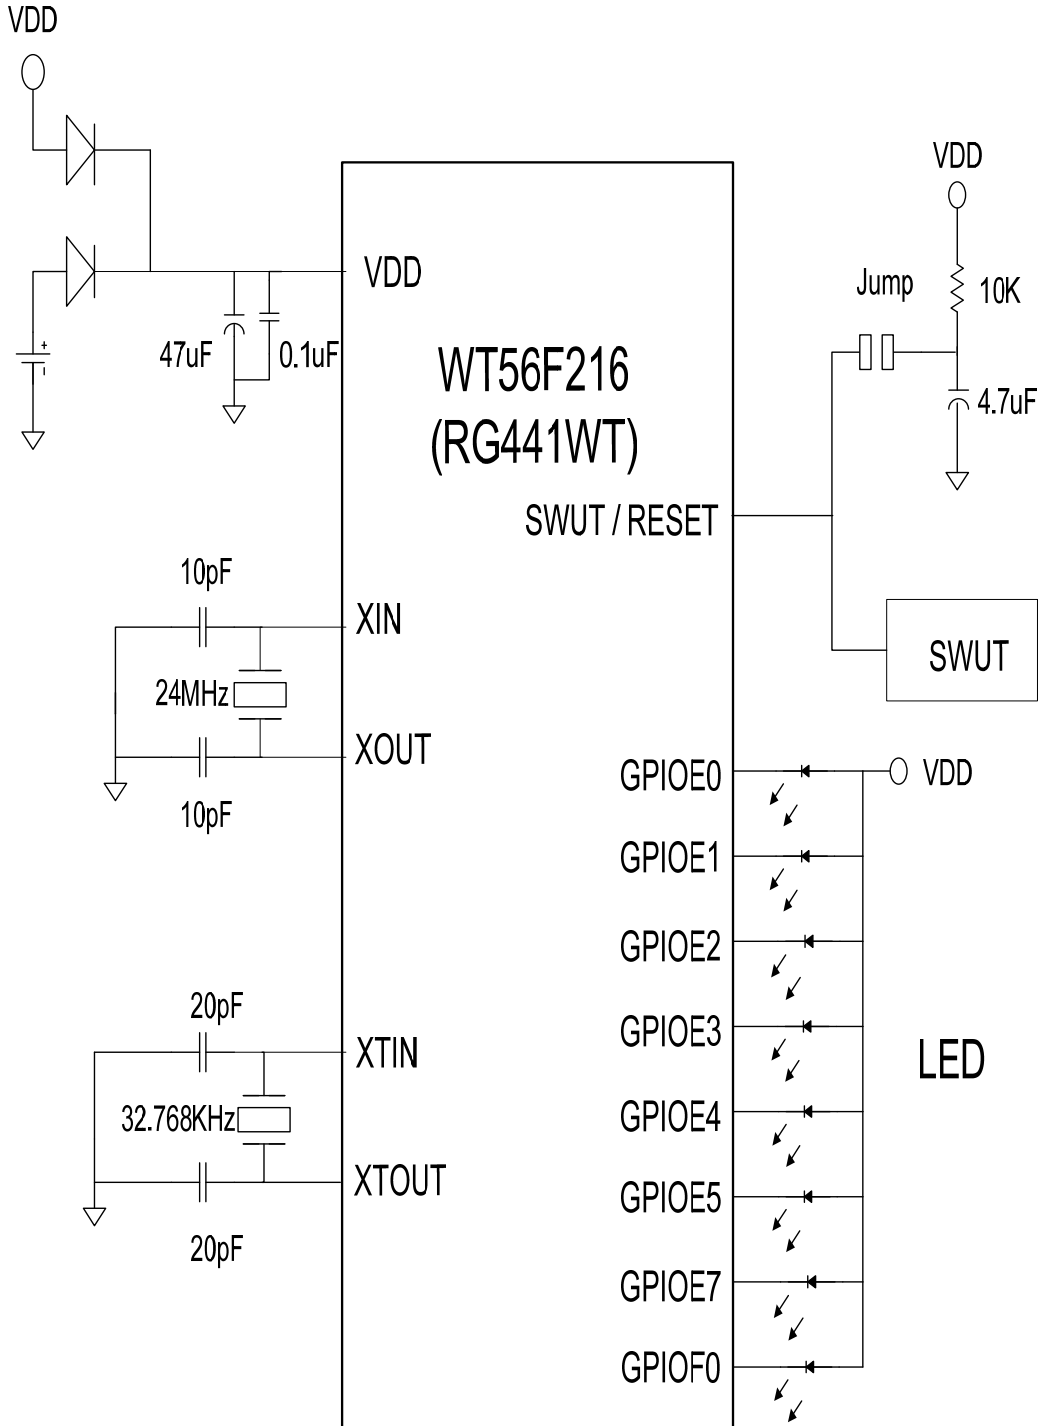 VDD
VDD
47uF
0.1uF
+
-
WT56F216
(RG441WT)
VDD
Jump
10K
4.7uF
SWUT / RESET
SWUT
10pF
XIN
24MHz
XOUT
10pF
20pF
XTIN
32.768KHz
XTOUT
20pF
GPIOE0
VDD
GPIOE1
GPIOE2
GPIOE3
GPIOE4
GPIOE5
GPIOE7
GPIOF0
LED